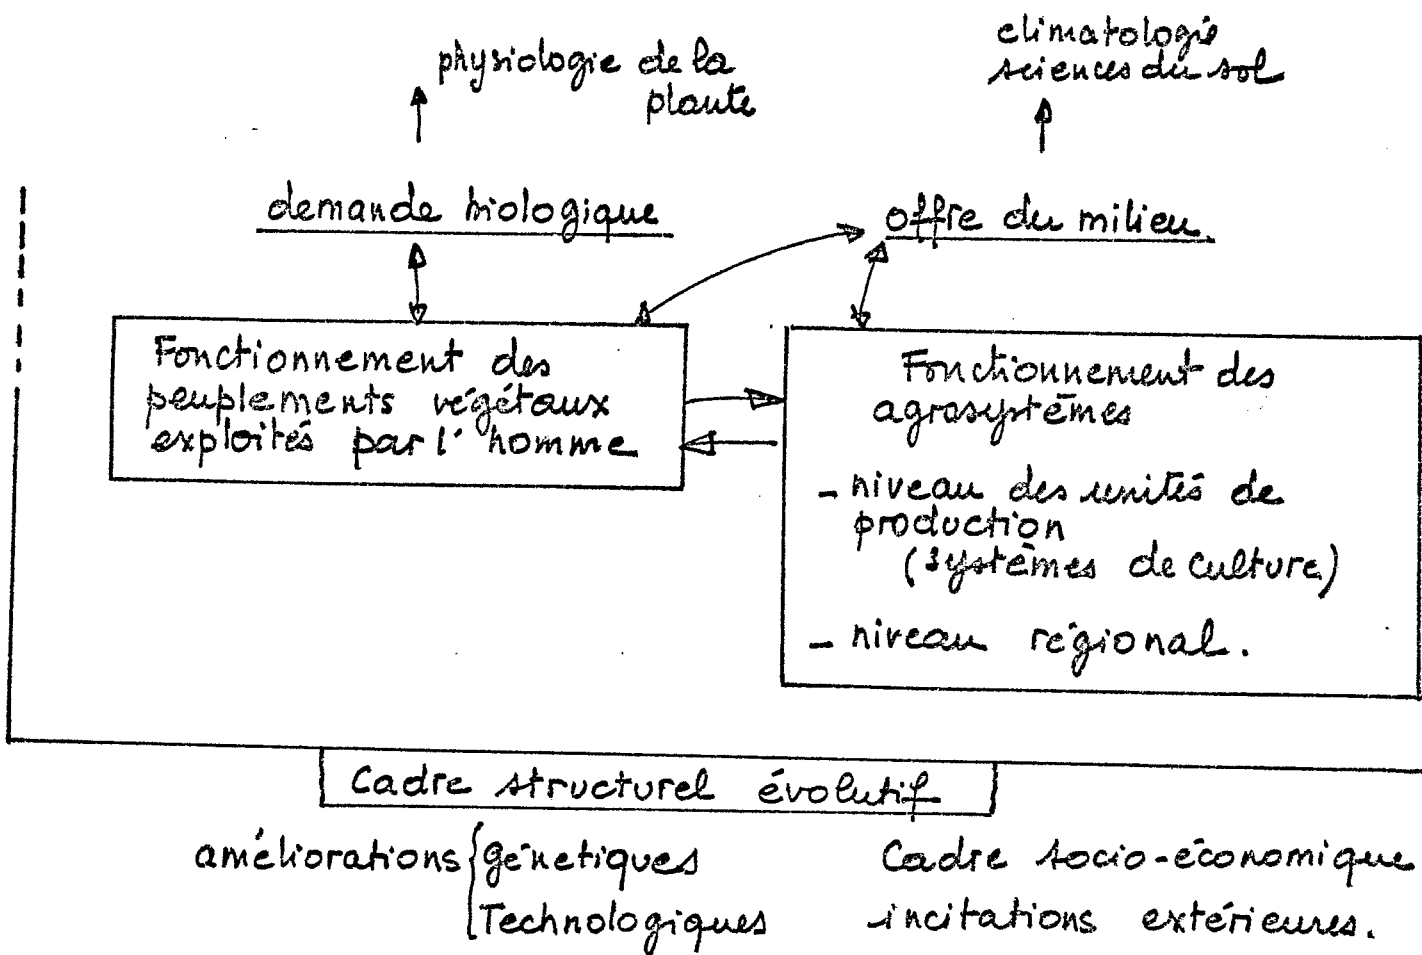 physiologie de la
plante
climatologie
sciences du sol
demande biologique
offre du milieu.
Fonctionnement des
peuplements végétaux
exploités par l'homme
Fonctionnement des
agrosystèmes
- niveau des unités de
production
(systèmes de culture)
- niveau régional.
Cadre structurel évolutif
améliorations { génétiques
Technologiques
Cadre socio-économique
incitations extérieures.